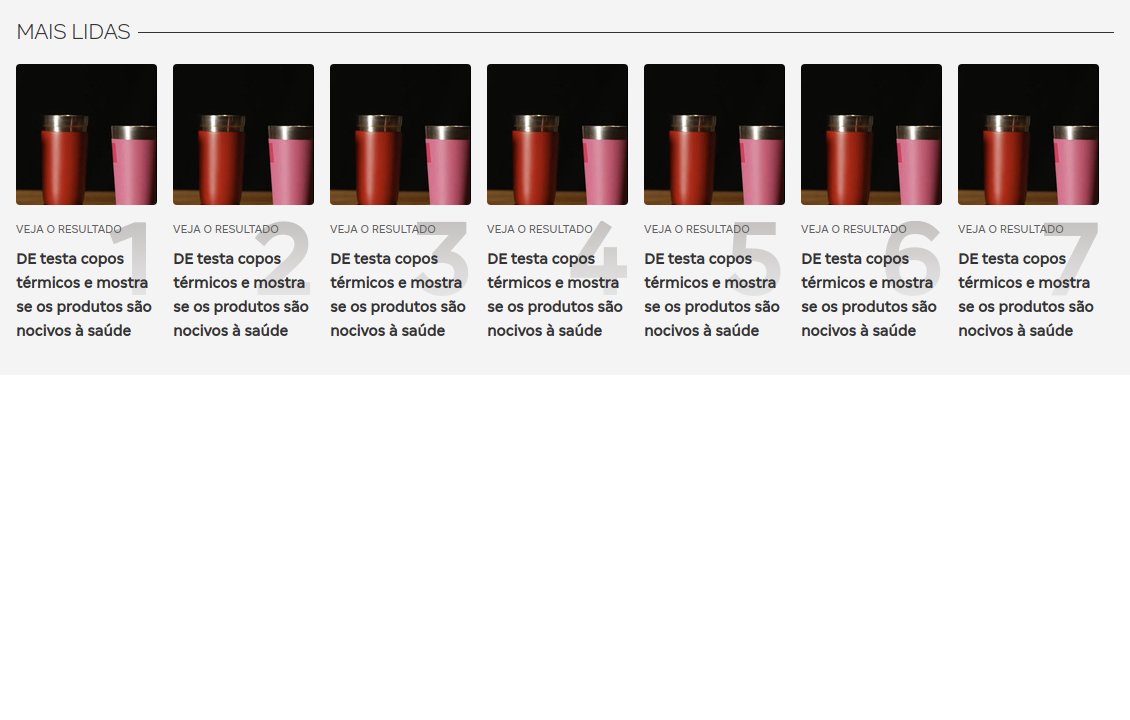 MAIS LIDAS
VEJA O RESULTADO
1
DE testa copos
térmicos e mostra
se os produtos são
nocivos à saúde
VEJA O RESULTADO
2
DE testa copos
térmicos e mostra
se os produtos são
nocivos à saúde
VEJA O RESULTADO
3
DE testa copos
térmicos e mostra
se os produtos são
nocivos à saúde
VEJA O RESULTADO
4
DE testa copos
térmicos e mostra
se os produtos são
nocivos à saúde
VEJA O RESULTADO
5
DE testa copos
térmicos e mostra
se os produtos são
nocivos à saúde
VEJA O RESULTADO
6
DE testa copos
térmicos e mostra
se os produtos são
nocivos à saúde
VEJA O RESULTADO
7
DE testa copos
térmicos e mostra
se os produtos são
nocivos à saúde